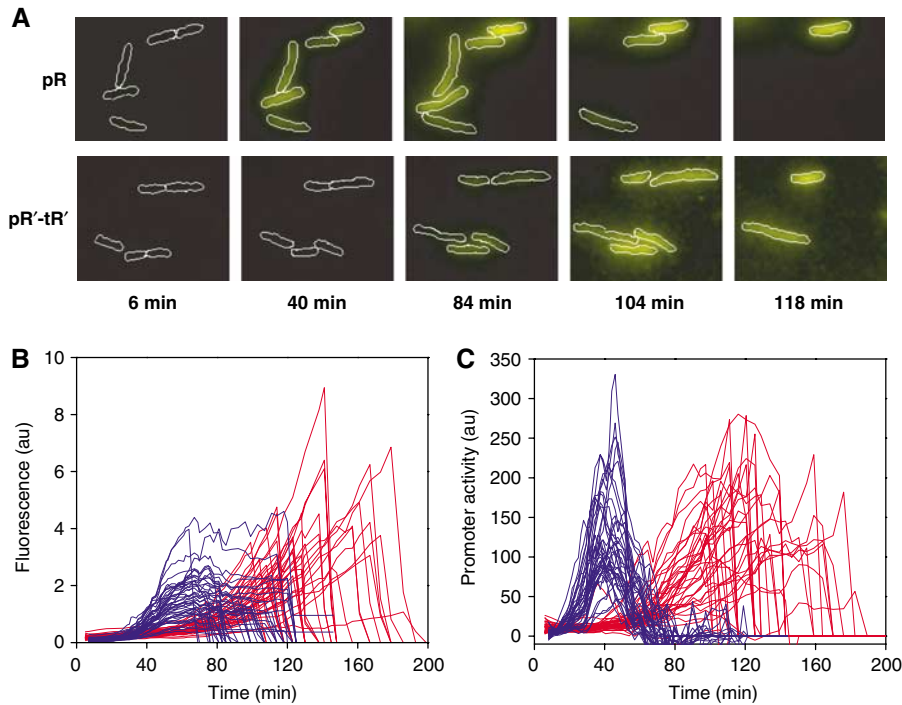 A
pR
pR′-tR′
6 min 40 min 84 min 104 min 118 min
B
10
8
6
4
2
0
Fluorescence (au)
0 40 80 120 160 200
Time (min)
C
350
300
250
200
150
100
50
0
Promoter activity (au)
0 40 80 120 160 200
Time (min)